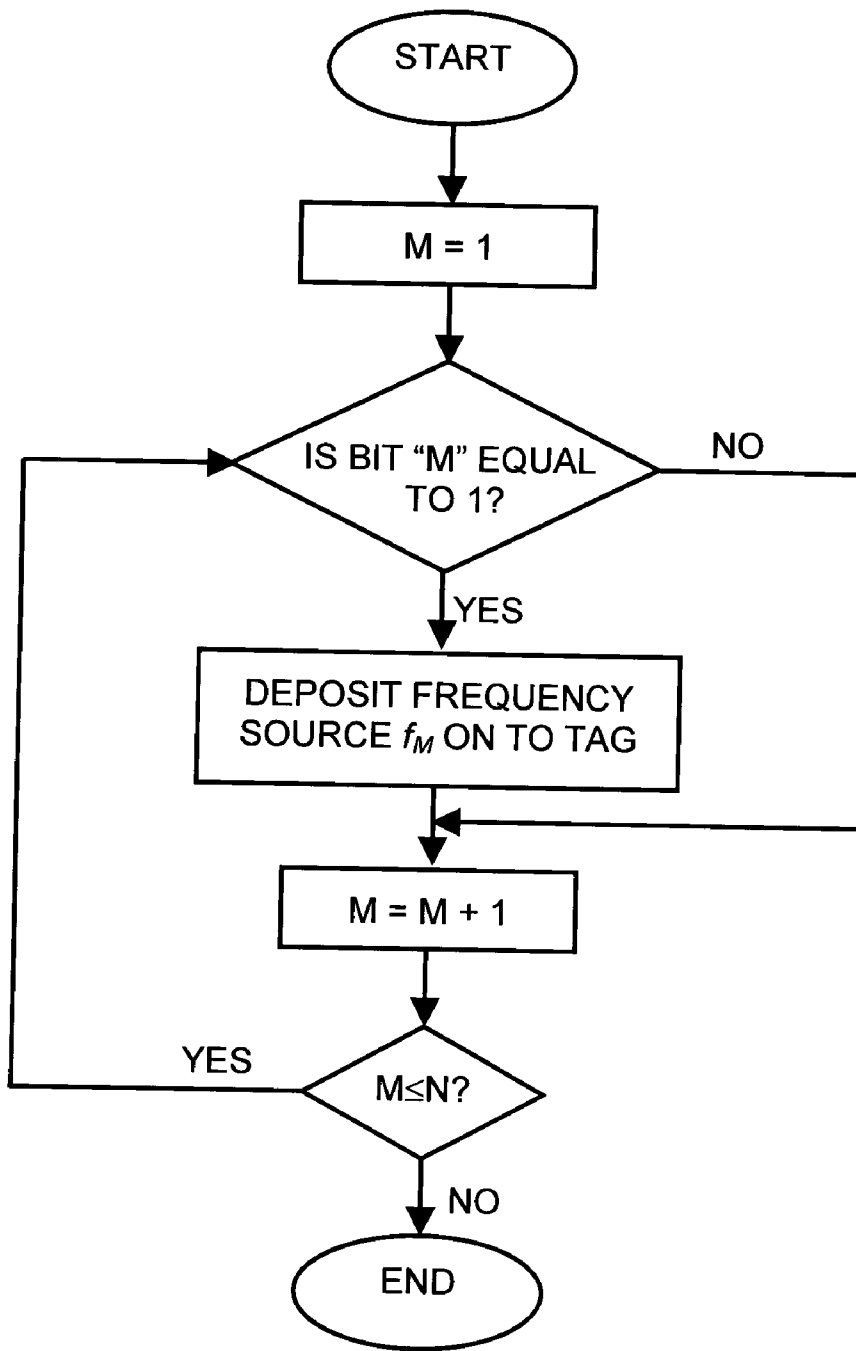 START
M = 1
IS BIT “M” EQUAL
TO 1?
NO
YES
DEPOSIT FREQUENCY
SOURCE fM ON TO TAG
M = M + 1
YES
M≤N?
NO
END